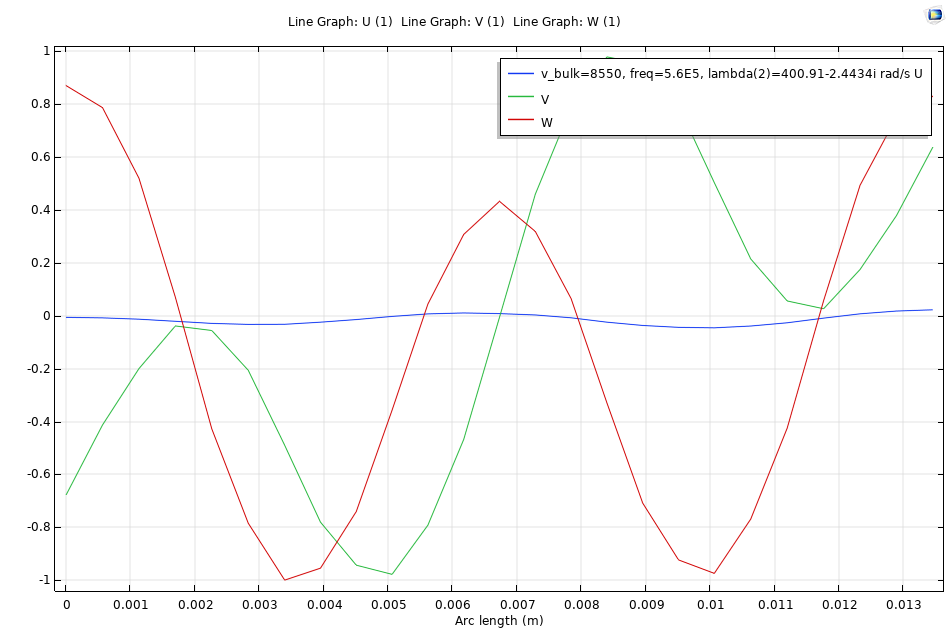 Line Graph: U (1) Line Graph: V (1) Line Graph: W (1)
v_bulk=8550, freq=5.6E5, lambda(2)=400.91-2.4434i rad/s U
V
W
1
0.8
0.6
0.4
0.2
0
-0.2
-0.4
-0.6
-0.8
-1
0 0.001 0.002 0.003 0.004 0.005 0.006 0.007 0.008 0.009 0.01 0.011 0.012 0.013
Arc length (m)